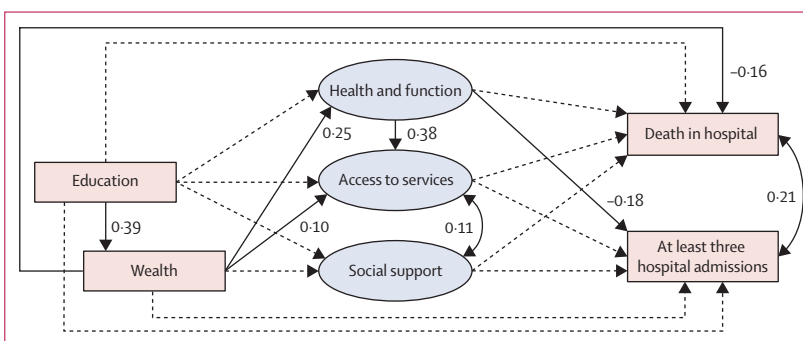 –0·16
Health and function
0·25
0·38
Death in hospital
Education
Access to services
0·39
0·10
–0·18
0·21
0·11
At least three
hospital admissions
Wealth
Social support